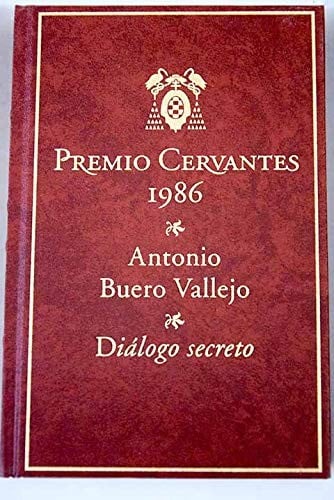 PREMIO CERVANTES
1986
Antonio
Buero Vallejo
Diálogo secreto